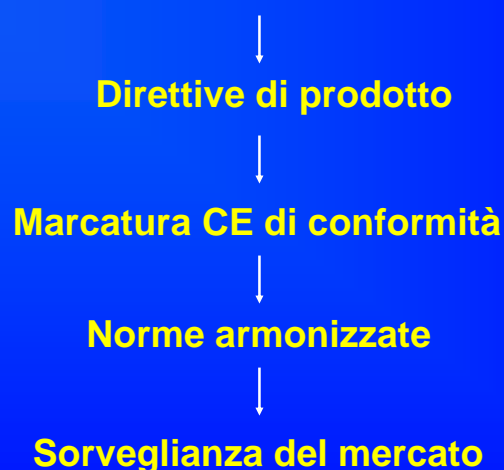 Direttive di prodotto
Marcatura CE di conformità
Norme armonizzate
Sorveglianza del mercato